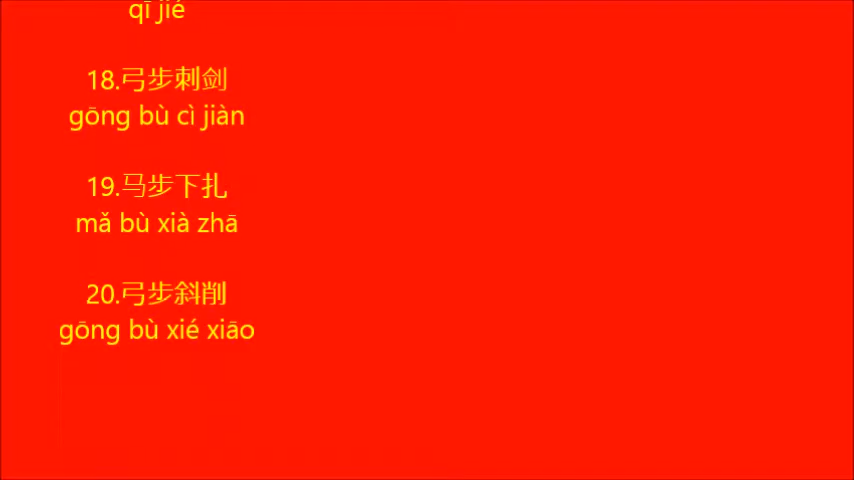 qī jié
18.弓步刺剑
gōng bù cì jiàn
19.马步下扎
mǎ bù xià zhā
20.弓步斜削
gōng bù xié xiāo